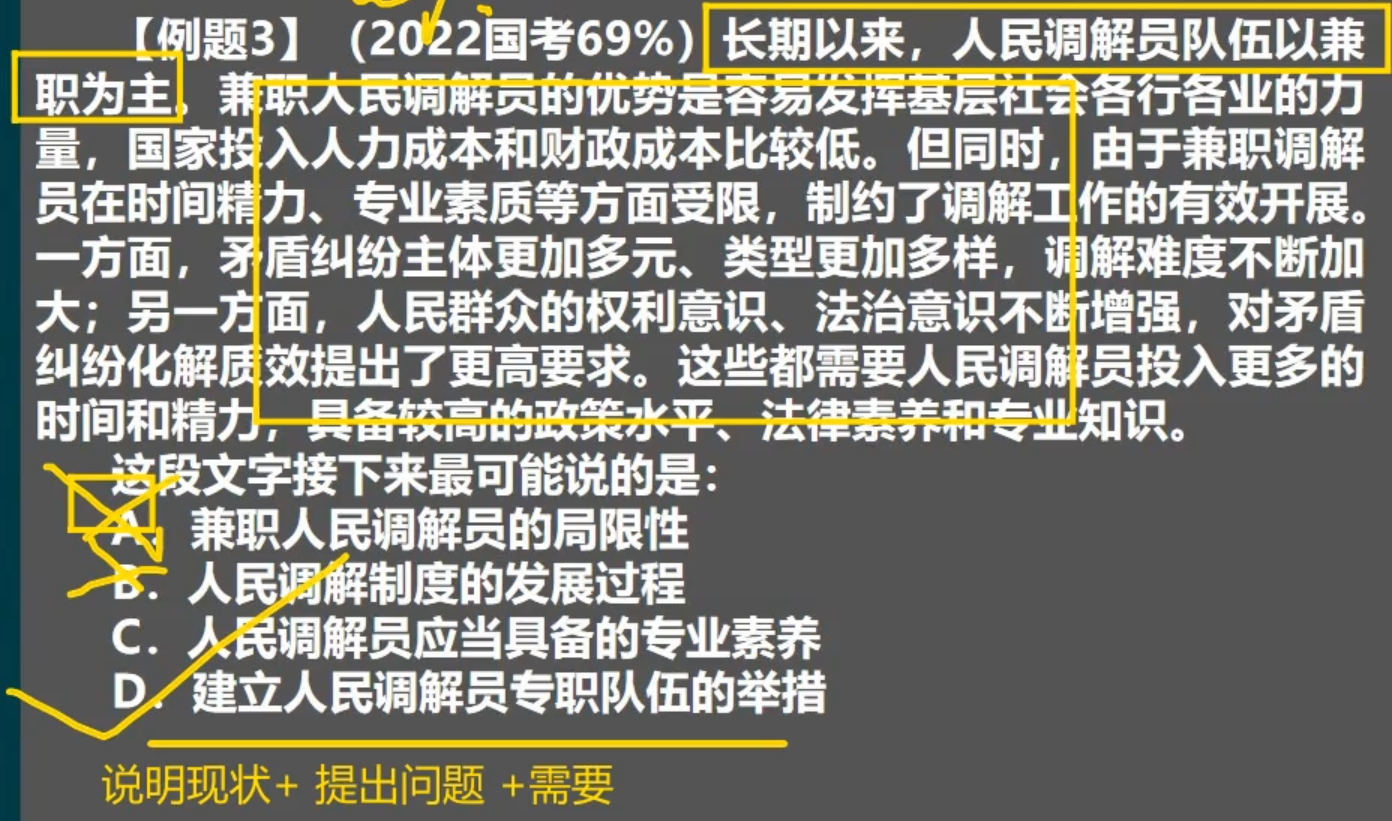 【例题3】（2022国考69%）长期以来，人民调解员队伍以兼
职为主。兼职人民调解员的优势是容易发挥基层社会各行各业的力
量，国家投入人力成本和财政成本比较低。但同时，由于兼职调解
员在时间精力、专业素质等方面受限，制约了调解工作的有效开展。
一方面，矛盾纠纷主体更加多元、类型更加多样，调解难度不断加
大；另一方面，人民群众的权利意识、法治意识不断增强，对矛盾
纠纷化解质效提出了更高要求。这些都需要人民调解员投入更多的
时间和精力，具备较高的政策水平、法律素养和专业知识。
这段文字接下来最可能说的是：
A．兼职人民调解员的局限性
B．人民调解制度的发展过程
C．人民调解员应当具备的专业素养
D．建立人民调解员专职队伍的举措
说明现状+ 提出问题 +需要